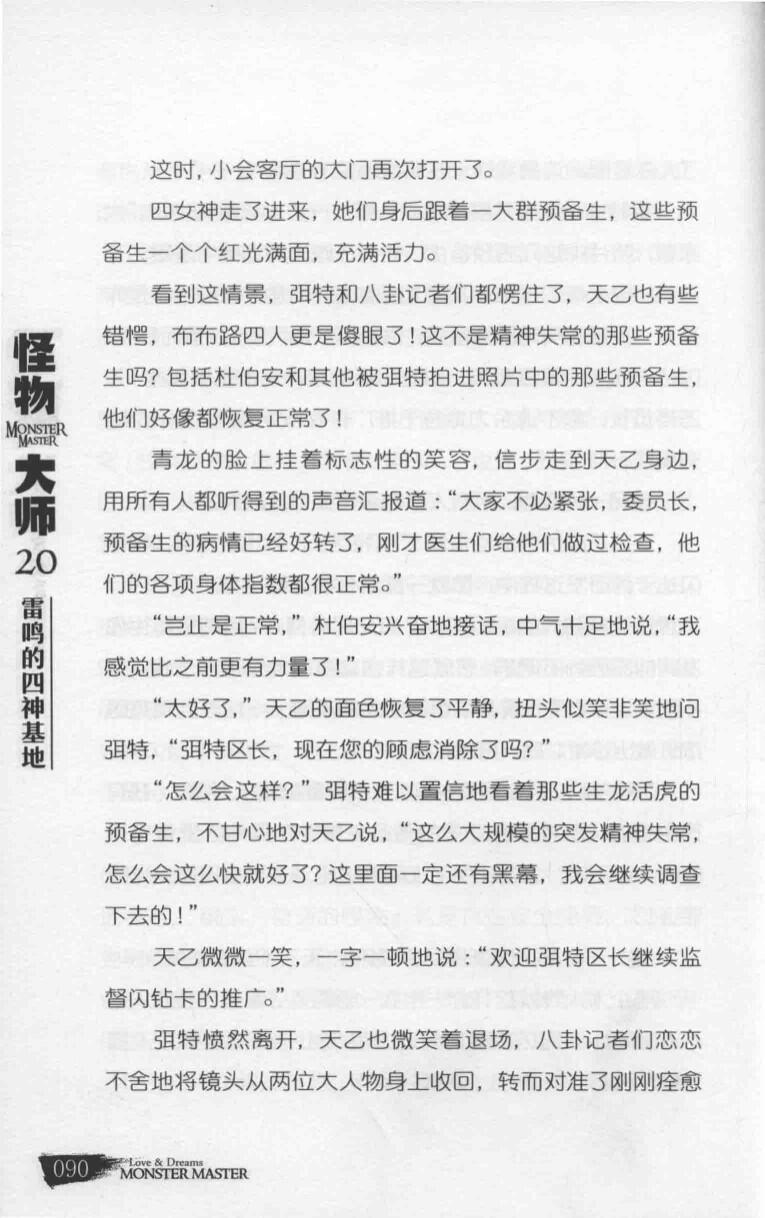 这时，小会客厅的大门再次打开了。
四女神走了进来，她们身后跟着一大群预备生，这些预
备生一个个红光满面，充满活力。
看到这情景，弭特和八卦记者们都愣住了，天乙也有些
错愕，布布路四人更是傻眼了！这不是精神失常的那些预备
生吗？包括杜伯安和其他被弭特拍进照片中的那些预备生，
他们好像都恢复正常了！
青龙的脸上挂着标志性的笑容，信步走到天乙身边，
用所有人都听得到的声音汇报道：“大家不必紧张，委员长，
预备生的病情已经好转了，刚才医生们给他们做过检查，他
们的各项身体指数都很正常。”
“岂止是正常，”杜伯安兴奋地接话，中气十足地说，“我
感觉比之前更有力量了！”
“太好了，”天乙的面色恢复了平静，扭头似笑非笑地问
弭特，“弭特区长，现在您的顾虑消除了吗？”
“怎么会这样？”弭特难以置信地看着那些生龙活虎的
预备生，不甘心地对天乙说，“这么大规模的突发精神失常，
怎么会这么快就好了？这里面一定还有黑幕，我会继续调查
下去的！”
天乙微微一笑，一字一顿地说：“欢迎弭特区长继续监
督闪钻卡的推广。”
弭特愤然离开，天乙也微笑着退场，八卦记者们恋恋
不舍地将镜头从两位大人物身上收回，转而对准了刚刚痊愈
怪物
MONSTER
MASTER
大师
20
雷鸣的四神基地
090
Love & Dreams
MONSTER MASTER